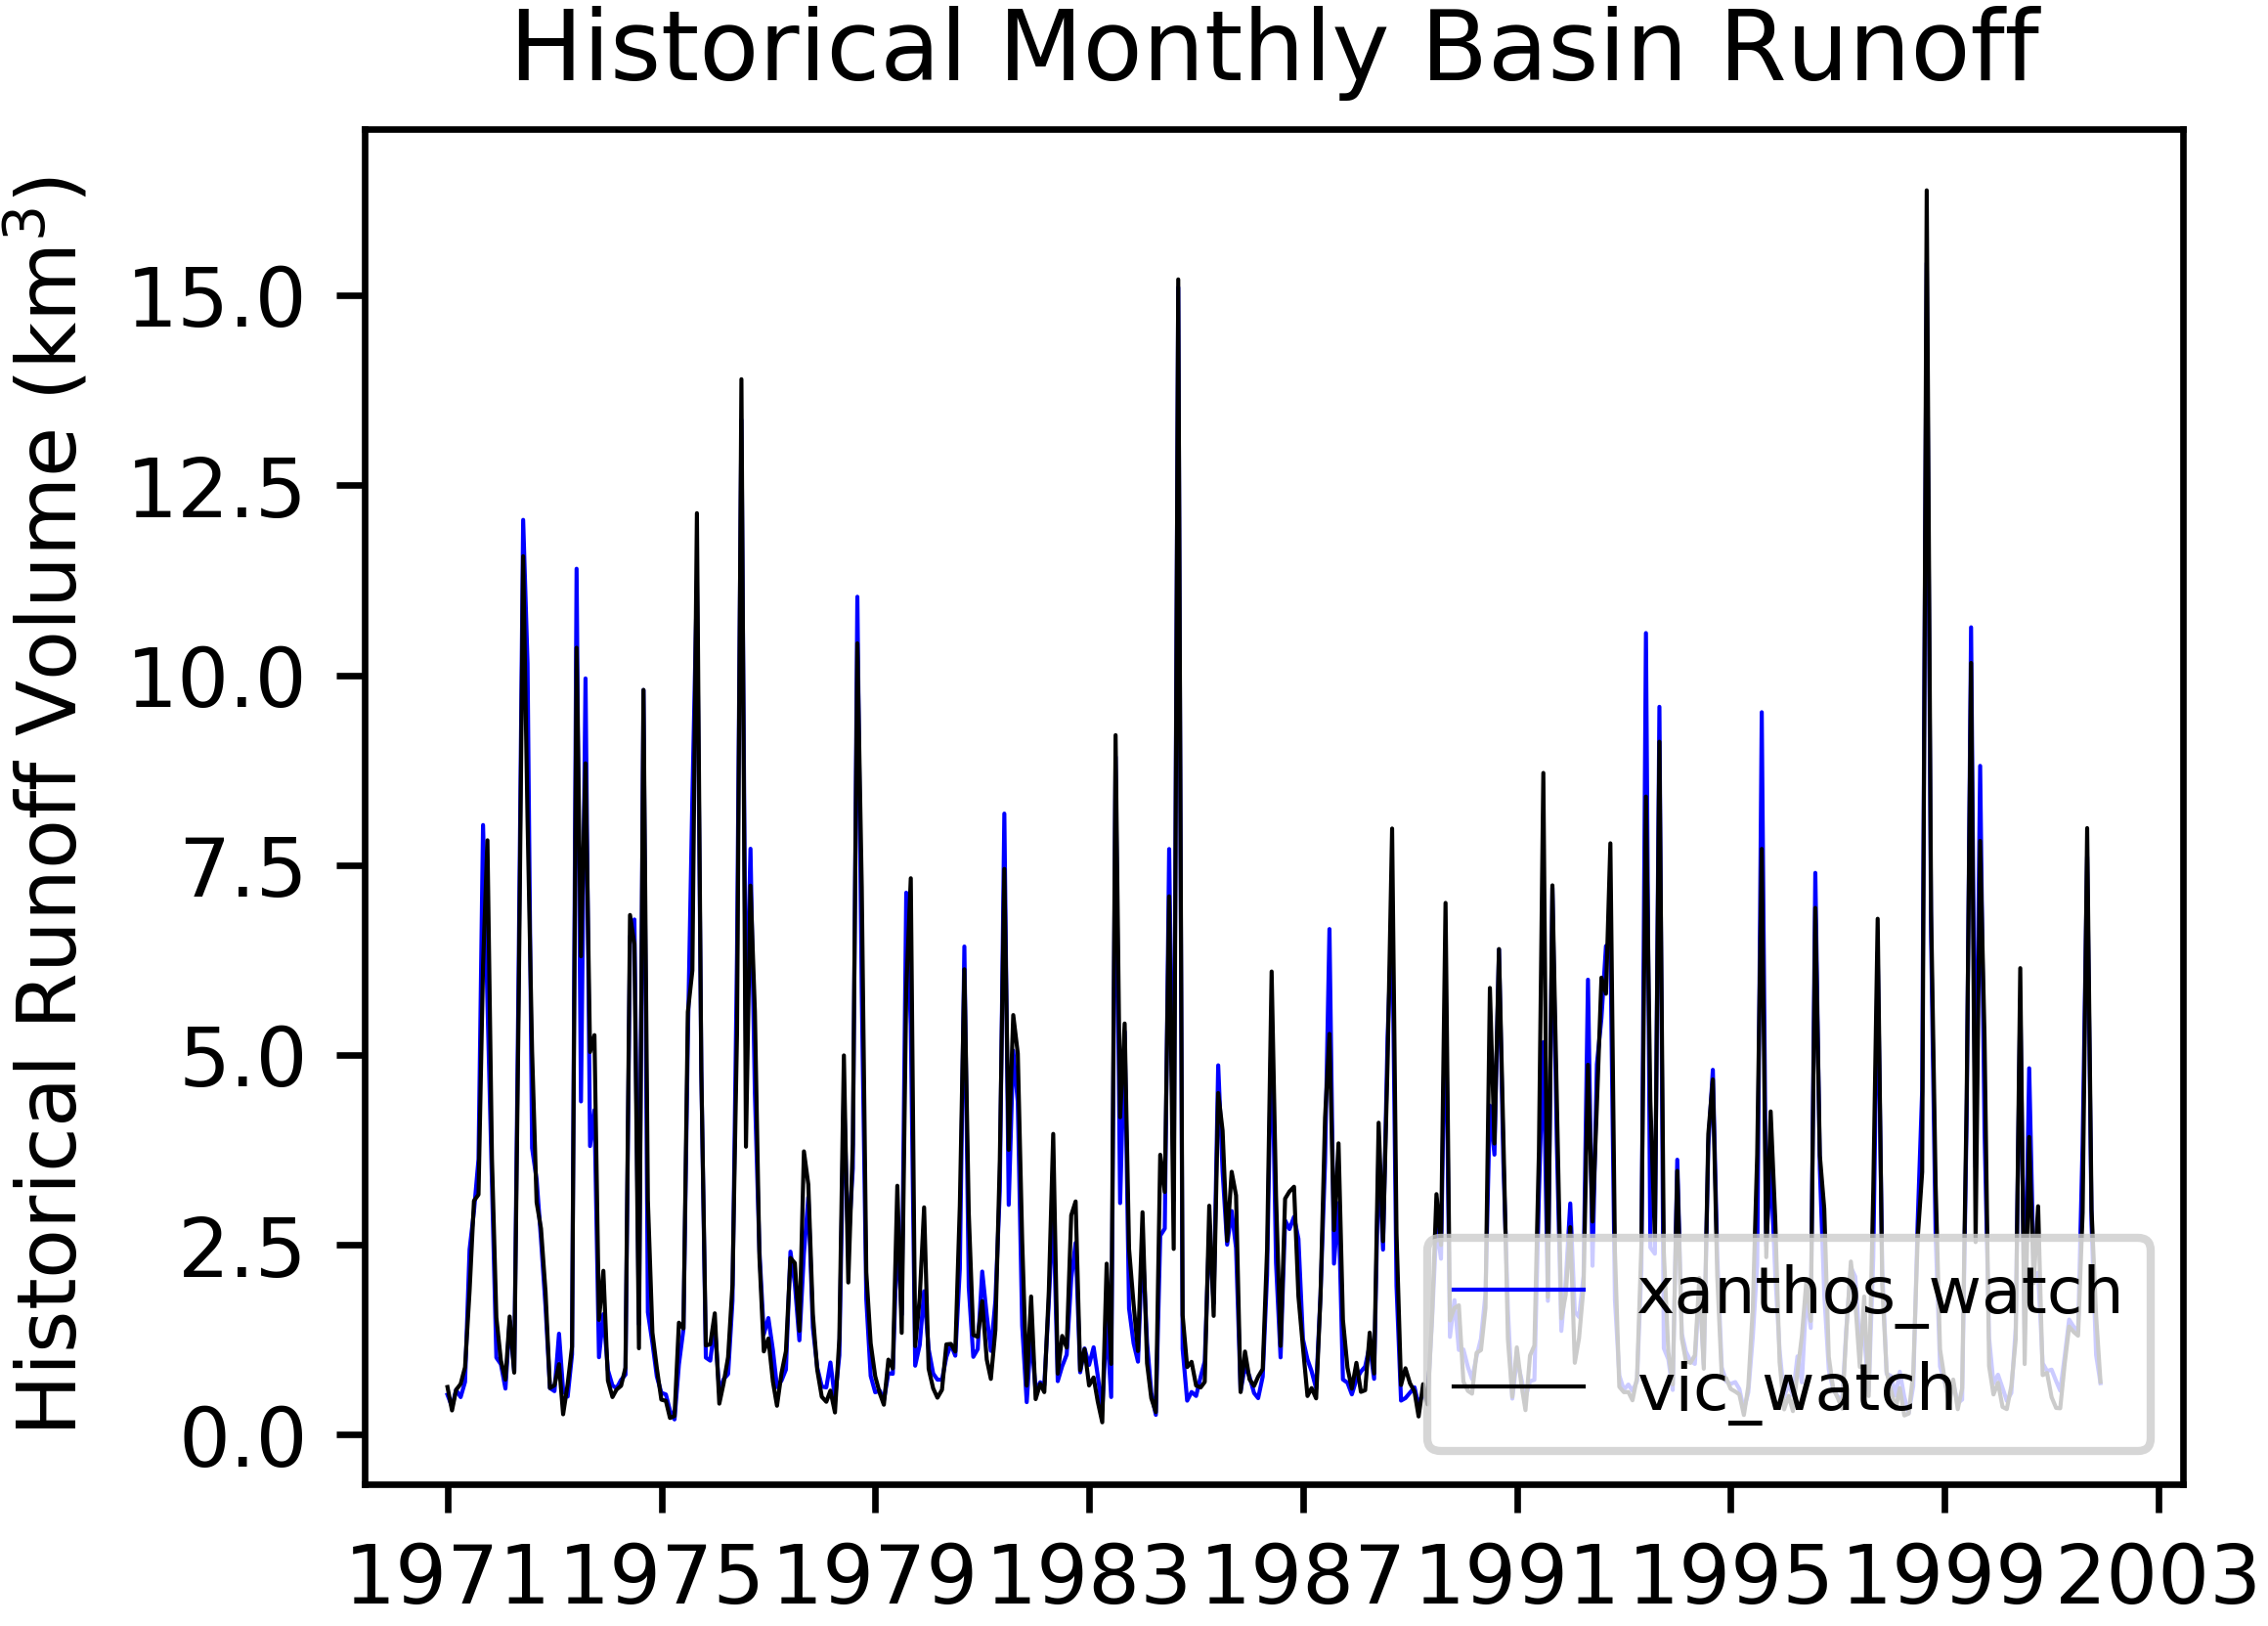 Historical Monthly Basin Runoff
Historical Runoff Volume (km³)
15.0
12.5
10.0
7.5
5.0
2.5
0.0
xanthos_watch
vic_watch
1971 1975 1979 1983 1987 1991 1995 1999 2003